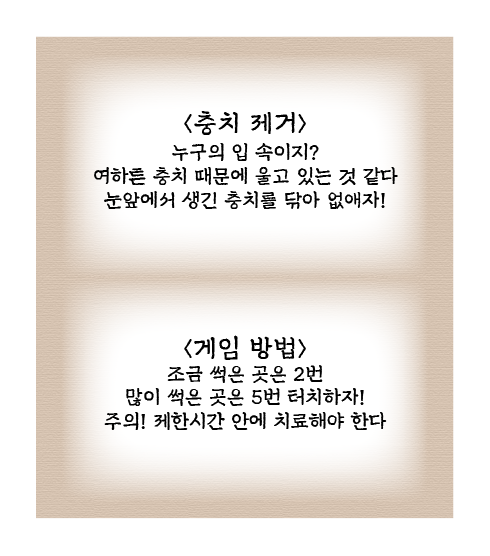 <충치 제거>
누구의 입 속이지?
여하튼 충치 때문에 울고 있는 것 같다
눈앞에서 생긴 충치를 닦아 없애자!
<게임 방법>
조금 썩은 곳은 2번
많이 썩은 곳은 5번 터치하자!
주의! 제한시간 안에 치료해야 한다